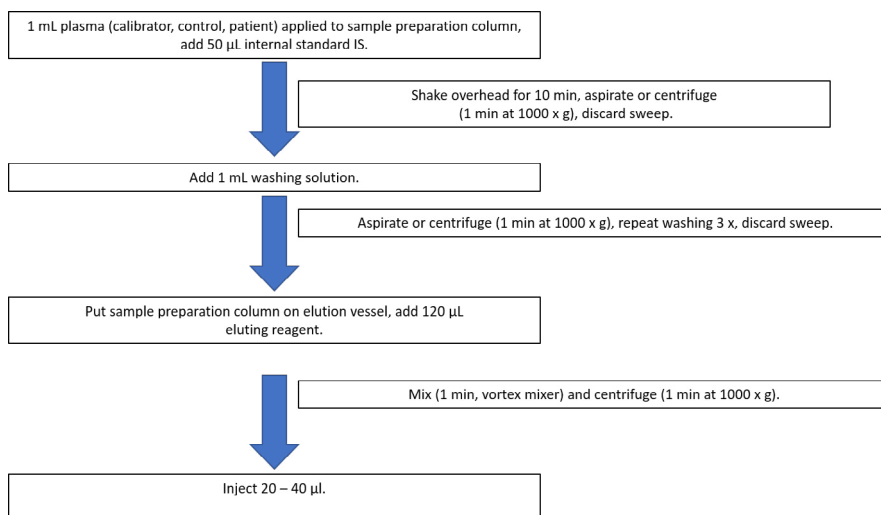 1 mL plasma (calibrator, control, patient) applied to sample preparation column,
add 50 µL internal standard IS.
Shake overhead for 10 min, aspirate or centrifuge
(1 min at 1000 x g), discard sweep.
Add 1 mL washing solution.
Aspirate or centrifuge (1 min at 1000 x g), repeat washing 3 x, discard sweep.
Put sample preparation column on elution vessel, add 120 µL
eluting reagent.
Mix (1 min, vortex mixer) and centrifuge (1 min at 1000 x g).
Inject 20 – 40 µl.